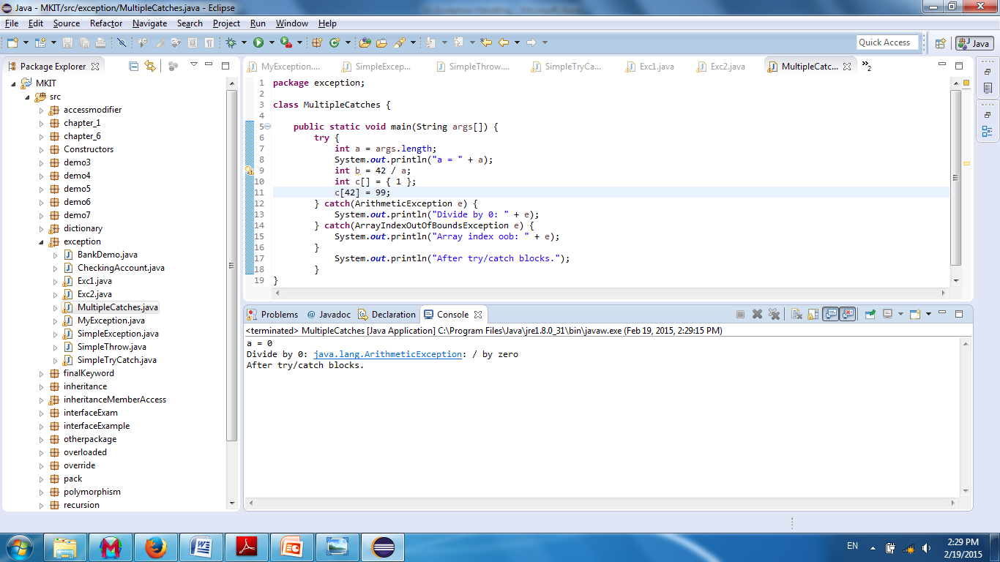 Java - MKIT/src/exception/MultipleCatches.java - Eclipse
File Edit Source Refactor Navigate Search Project Run Window Help
Quick Access
Java
Package Explorer
MKIT
src
accessmodifier
chapter_1
chapter_6
Constructors
demo3
demo4
demo5
demo6
demo7
dictionary
exception
BankDemo.java
CheckingAccount.java
Exc1.java
Exc2.java
MultipleCatches.java
MyException.java
SimpleException.java
SimpleThrow.java
SimpleTryCatch.java
finalKeyword
inheritance
inheritanceMemberAccess
interfaceExam
interfaceExample
otherpackage
overloaded
override
pack
polymorphism
recursion
MyException.... SimpleExcep... SimpleThrow.... SimpleTryCa... Exc1.java Exc2.java MultipleCatc... »2
1 package exception;
2
3 class MultipleCatches {
4
5 public static void main(String args[]) {
6 try {
7 int a = args.length;
8 System.out.println("a = " + a);
9 int b = 42 / a;
10 int c[] = { 1 };
11 c[42] = 99;
12 } catch(ArithmeticException e) {
13 System.out.println("Divide by 0: " + e);
14 } catch(ArrayIndexOutOfBoundsException e) {
15 System.out.println("Array index oob: " + e);
16 }
17 System.out.println("After try/catch blocks.");
18 }
19 }
Problems @ Javadoc Declaration Console
<terminated> MultipleCatches [Java Application] C:\Program Files\Java\jre1.8.0_31\bin\javaw.exe (Feb 19, 2015, 2:29:15 PM)
a = 0
Divide by 0: java.lang.ArithmeticException: / by zero
After try/catch blocks.
EN
2:29 PM
2/19/2015